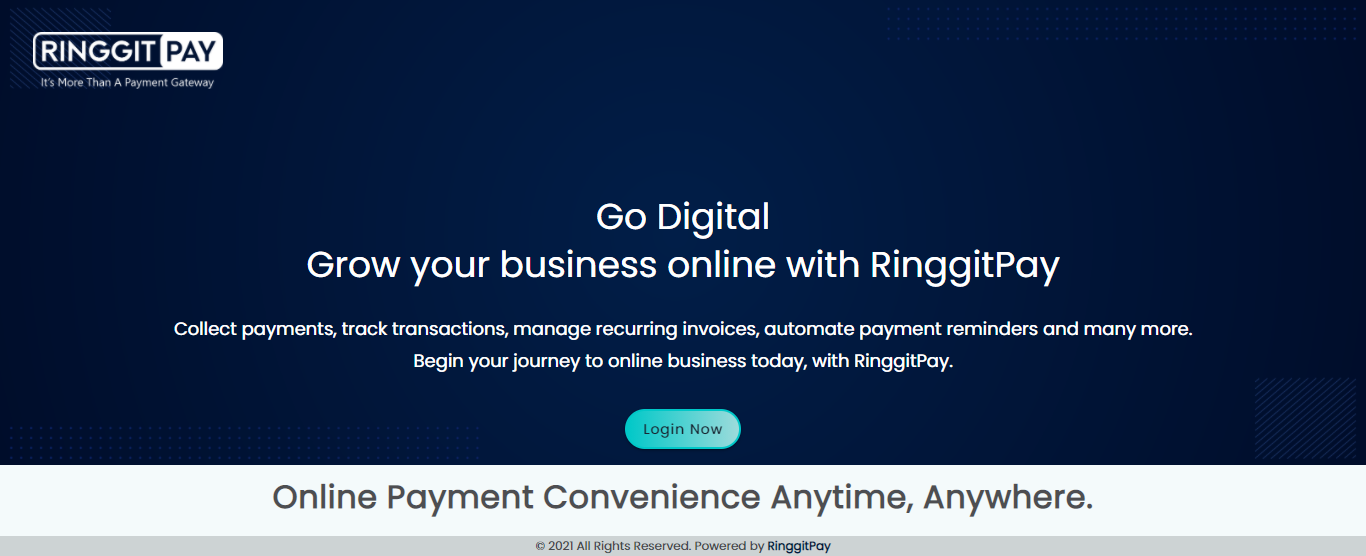 RINGGIT PAY
It's More Than A Payment Gateway
Go Digital
Grow your business online with RinggitPay
Collect payments, track transactions, manage recurring invoices, automate payment reminders and many more.
Begin your journey to online business today, with RinggitPay.
Login Now
Online Payment Convenience Anytime, Anywhere.
© 2021 All Rights Reserved. Powered by RinggitPay